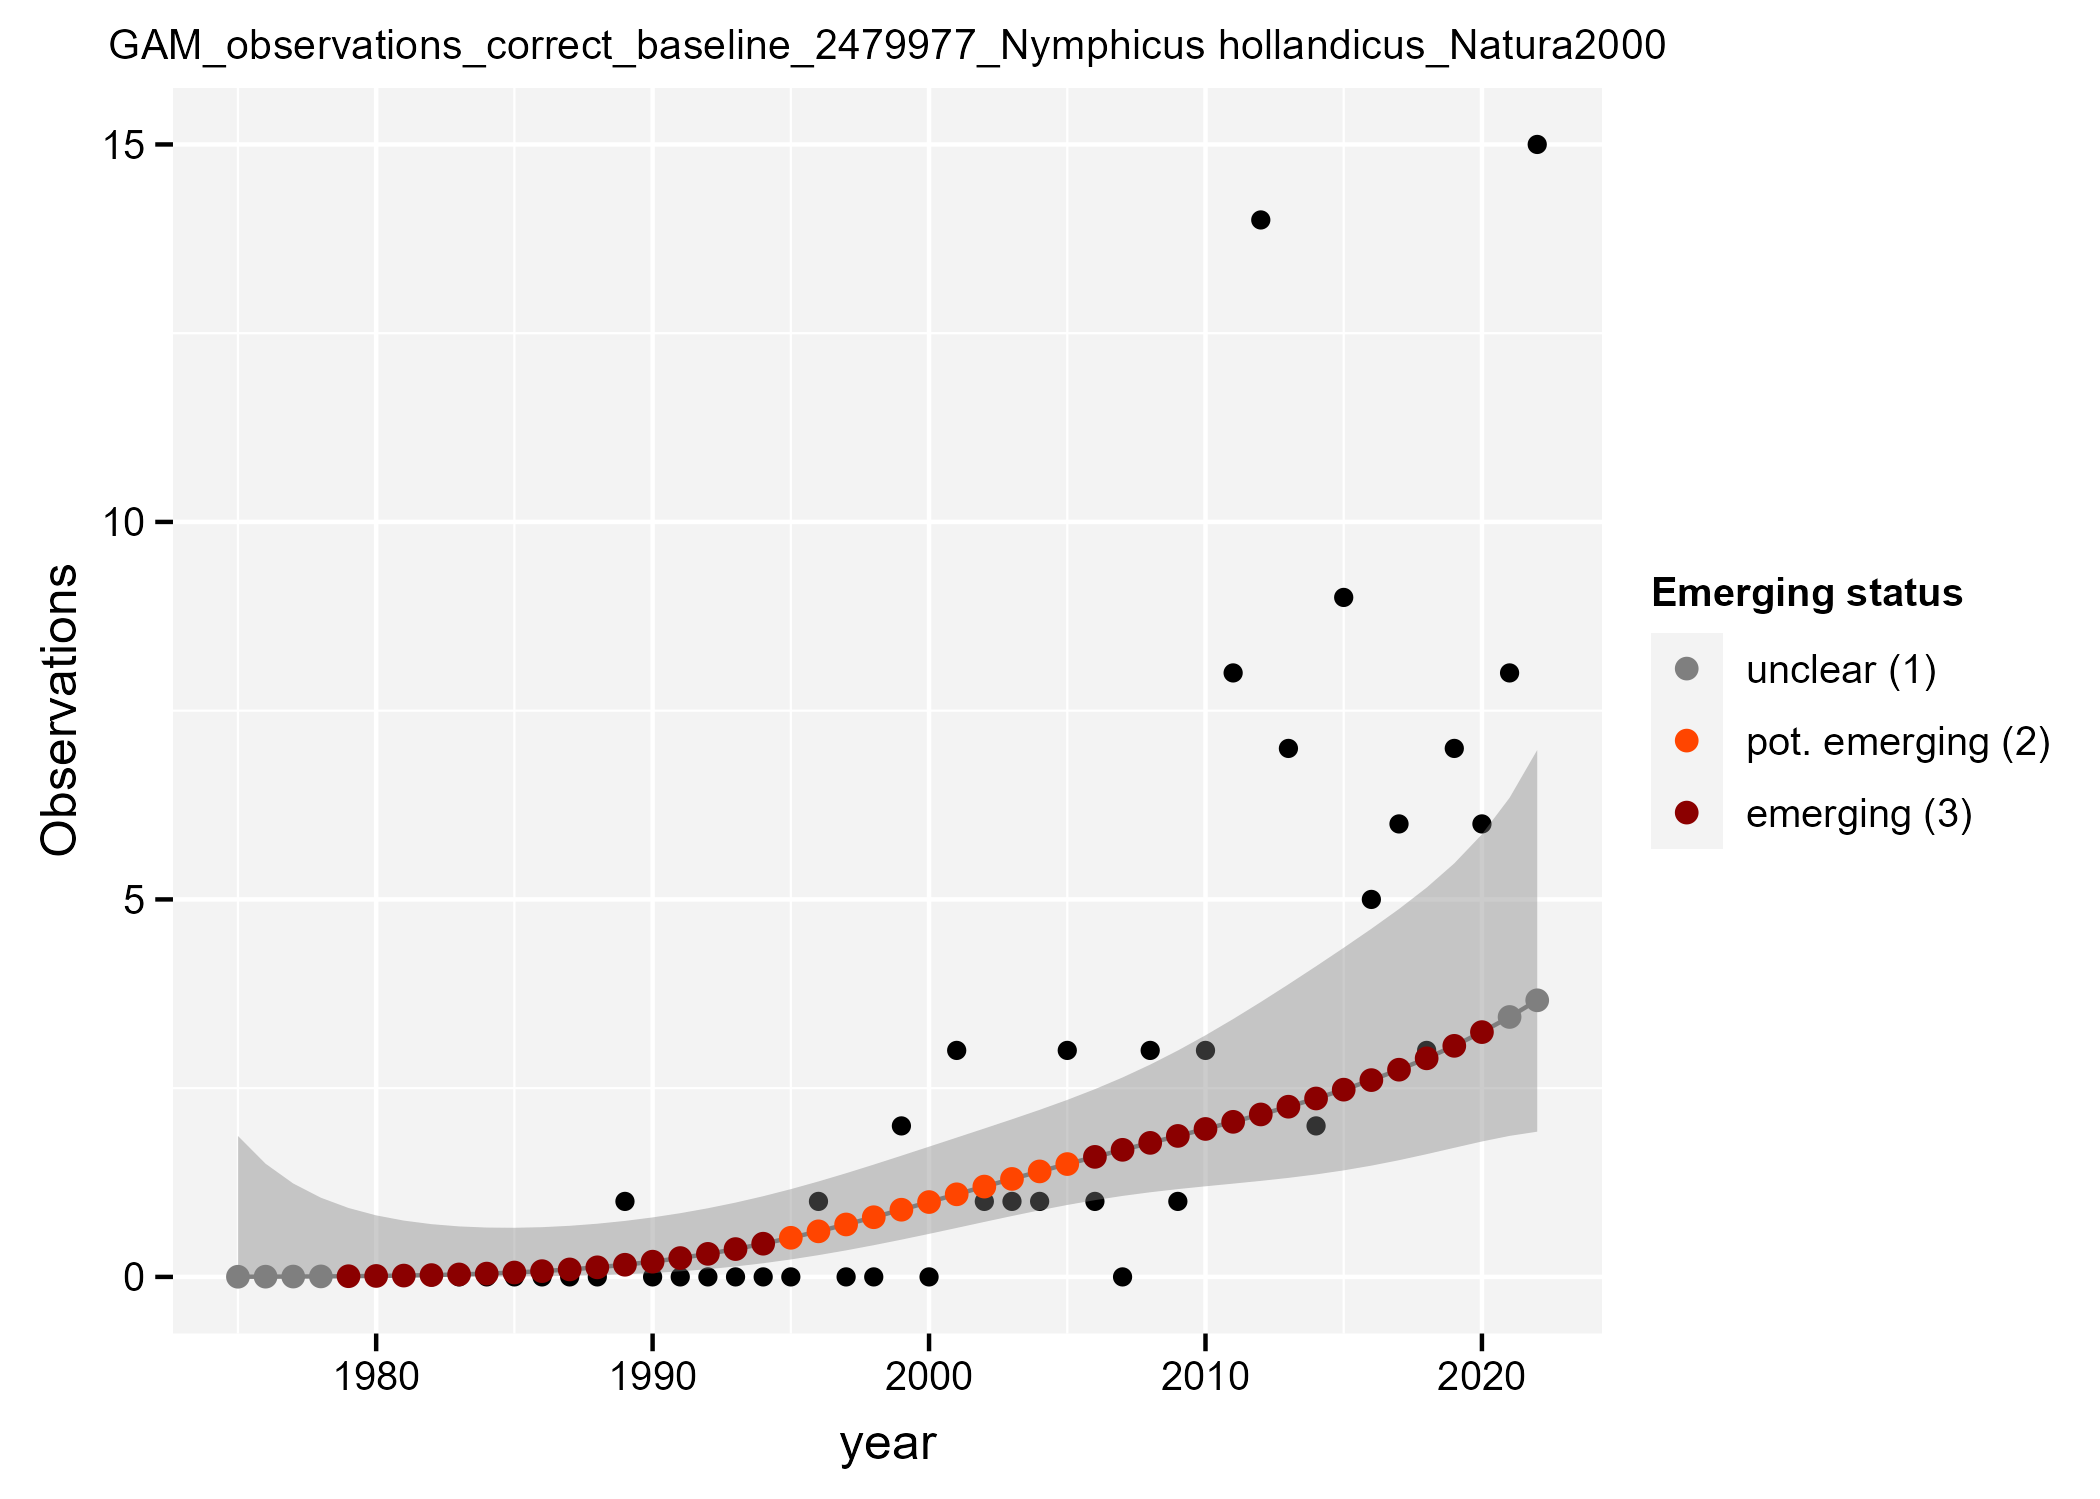 GAM_observations_correct_baseline_2479977_Nymphicus hollandicus_Natura2000
15
10
5
0
Observations
1980
1990
2000
2010
2020
year
Emerging status
unclear (1)
pot. emerging (2)
emerging (3)